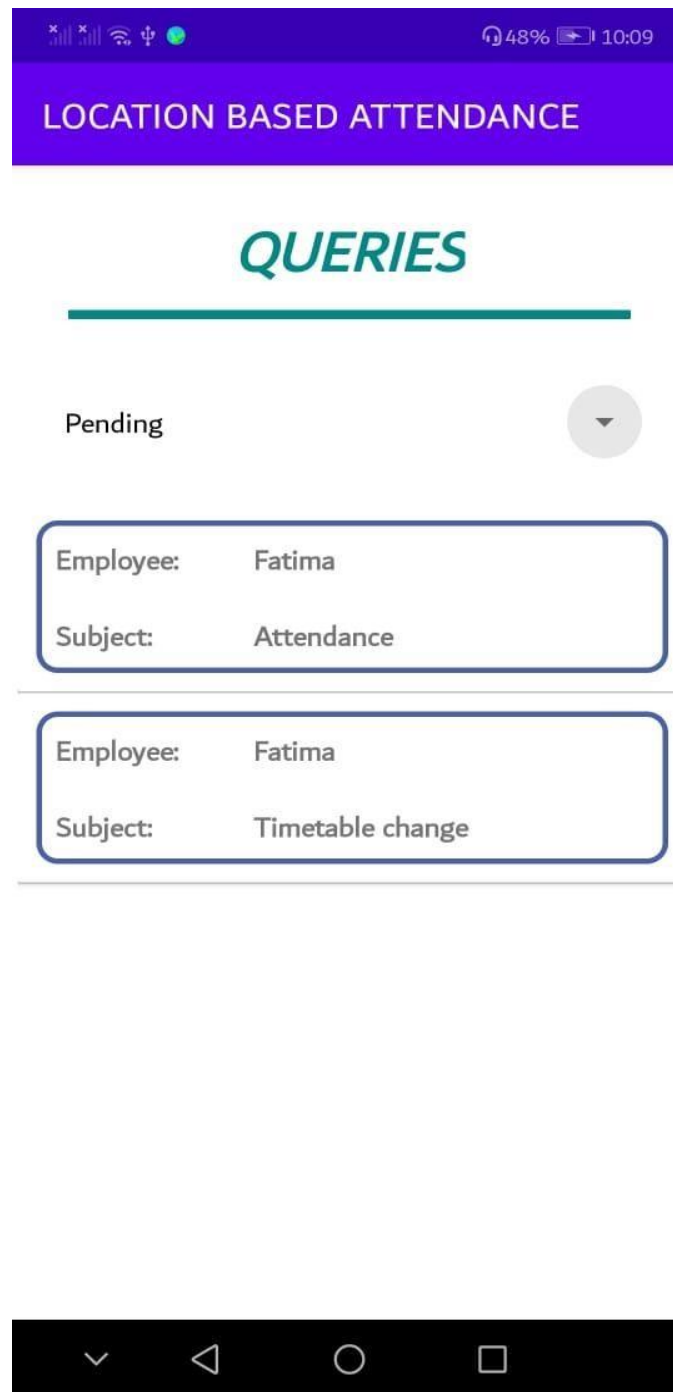 48% 10:09
LOCATION BASED ATTENDANCE
QUERIES
Pending
Employee: Fatima
Subject: Attendance
Employee: Fatima
Subject: Timetable change